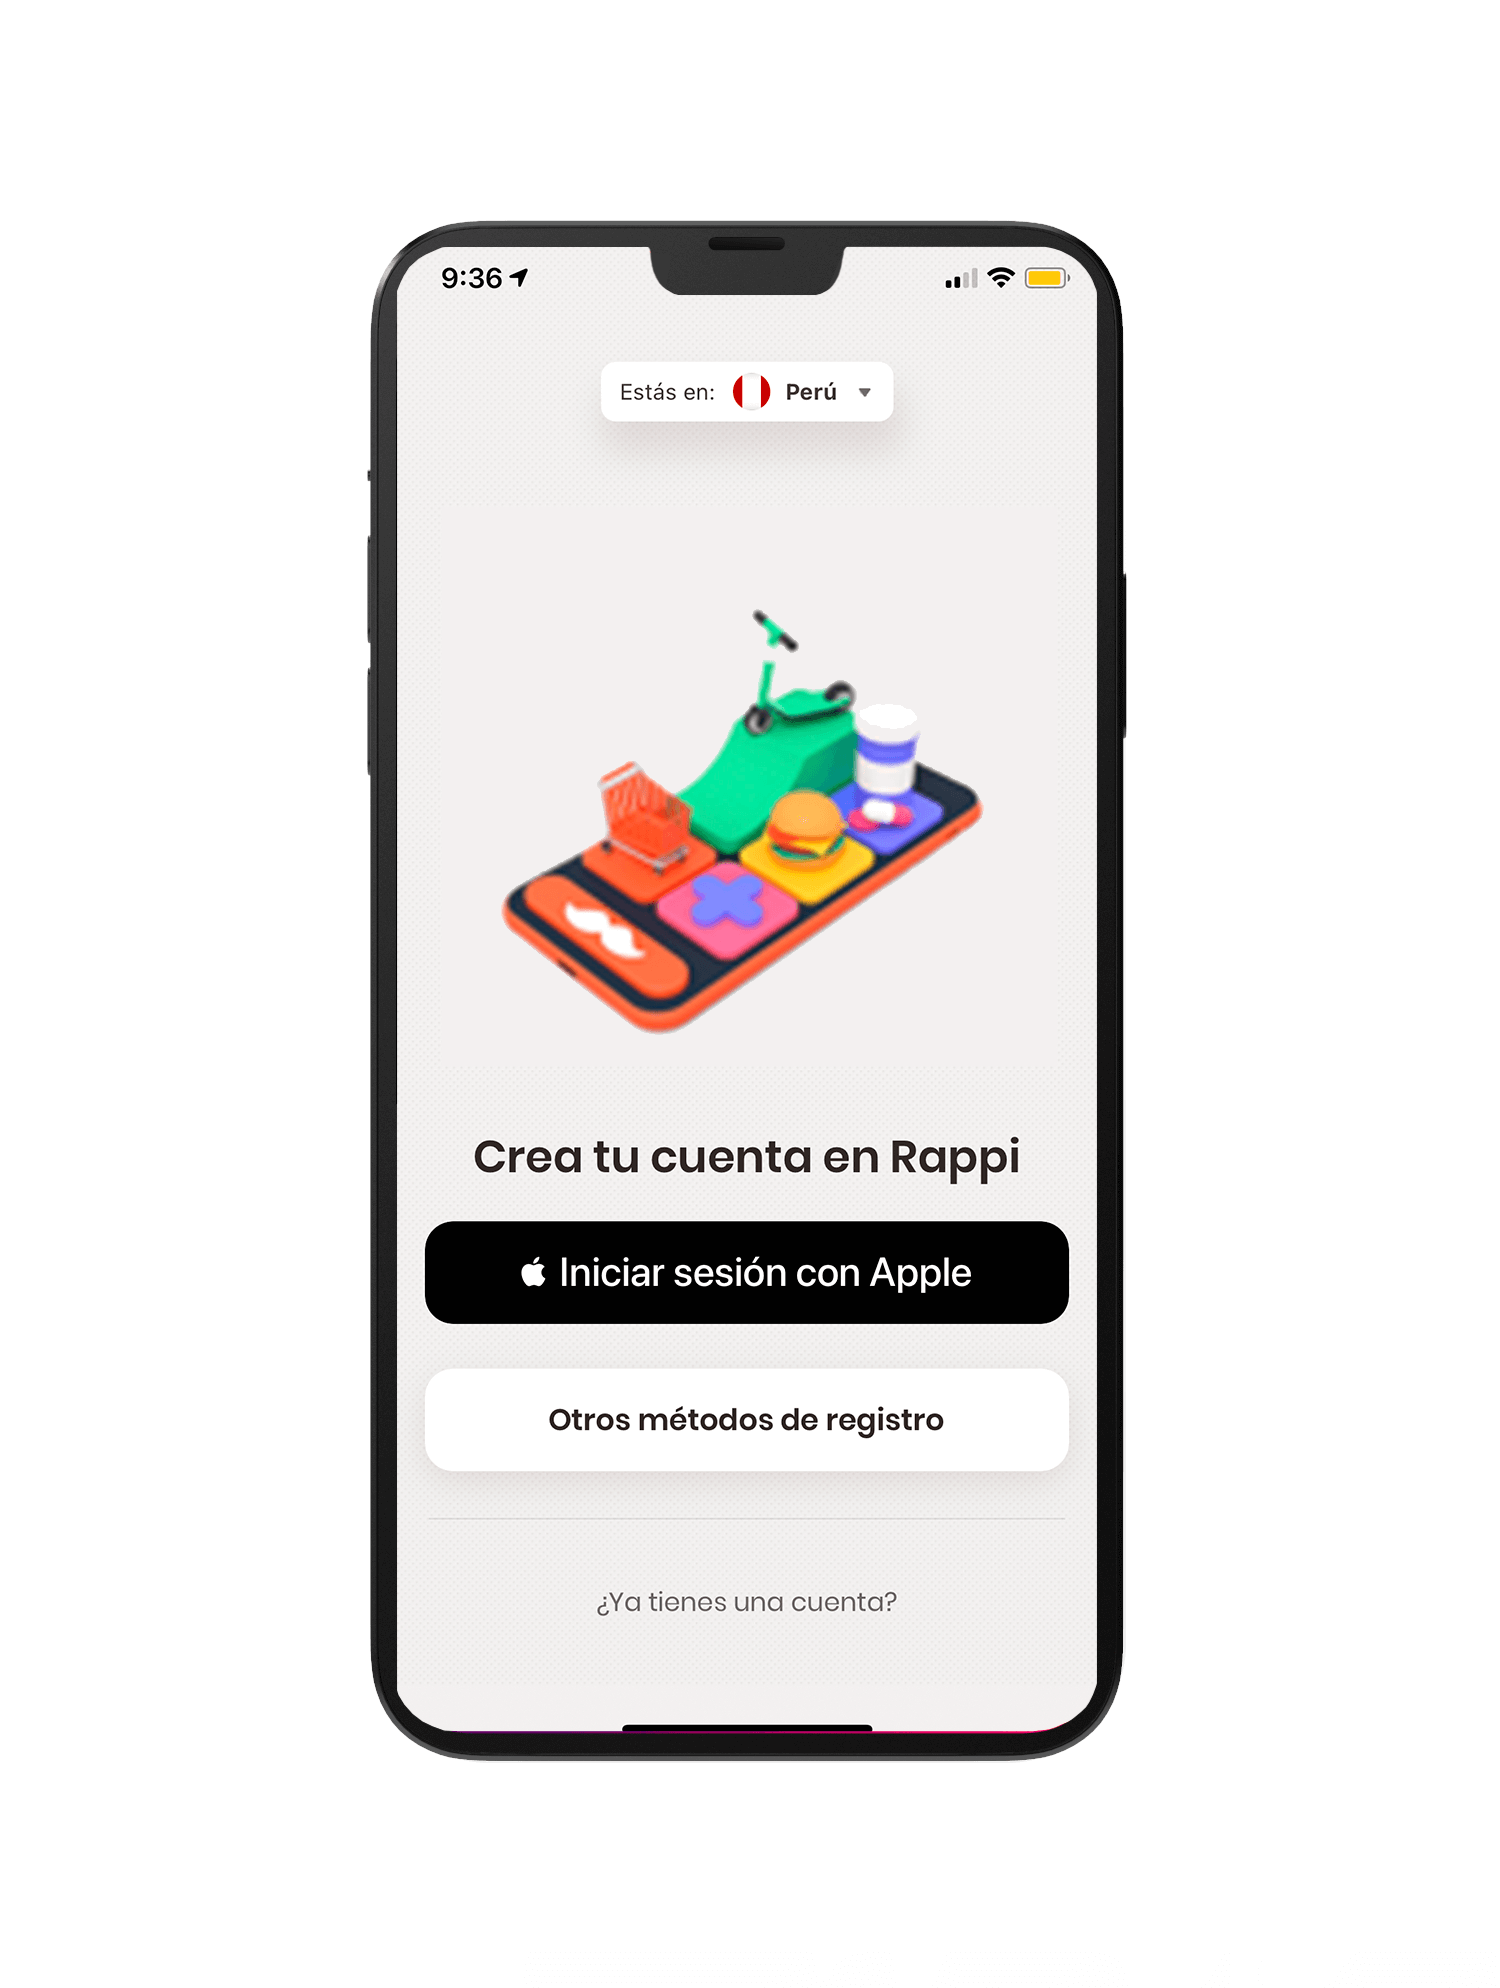 9:36
Estás en: Perú
Crea tu cuenta en Rappi
Iniciar sesión con Apple
Otros métodos de registro
¿Ya tienes una cuenta?